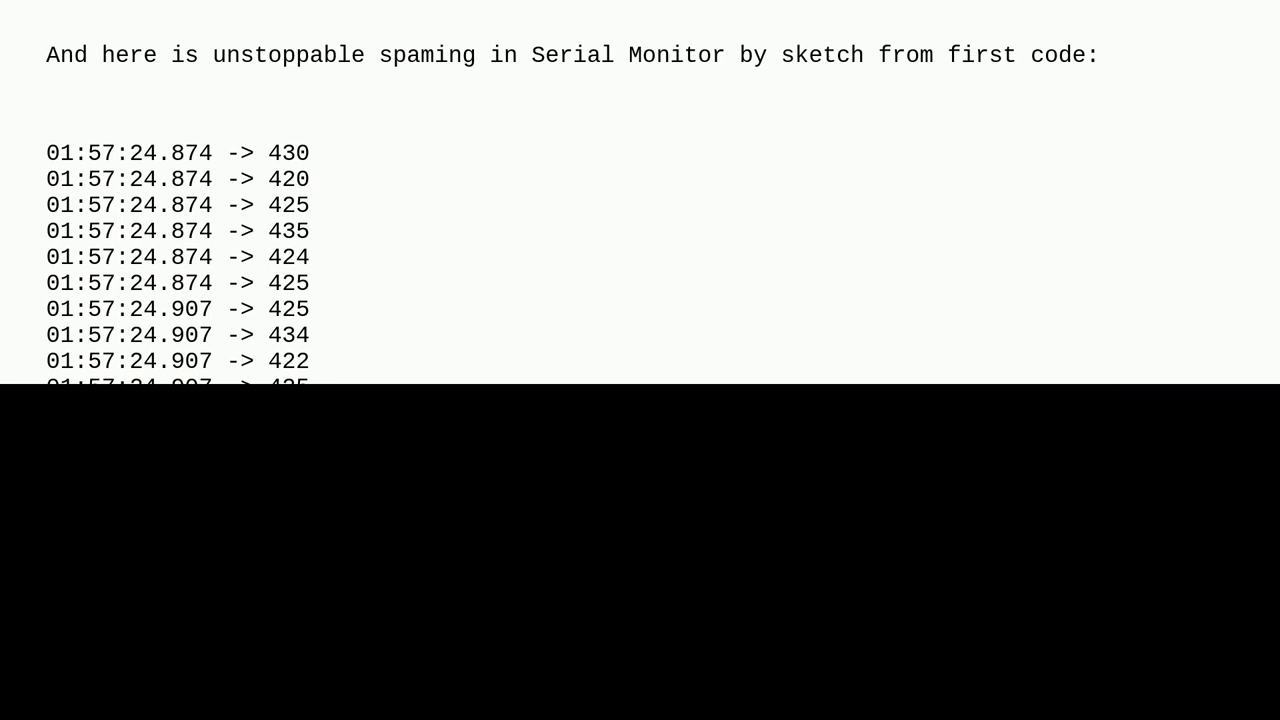 And here is unstoppable spaming in Serial Monitor by sketch from first code:
01:57:24.874 -> 430
01:57:24.874 -> 420
01:57:24.874 -> 425
01:57:24.874 -> 435
01:57:24.874 -> 424
01:57:24.874 -> 425
01:57:24.907 -> 425
01:57:24.907 -> 434
01:57:24.907 -> 422